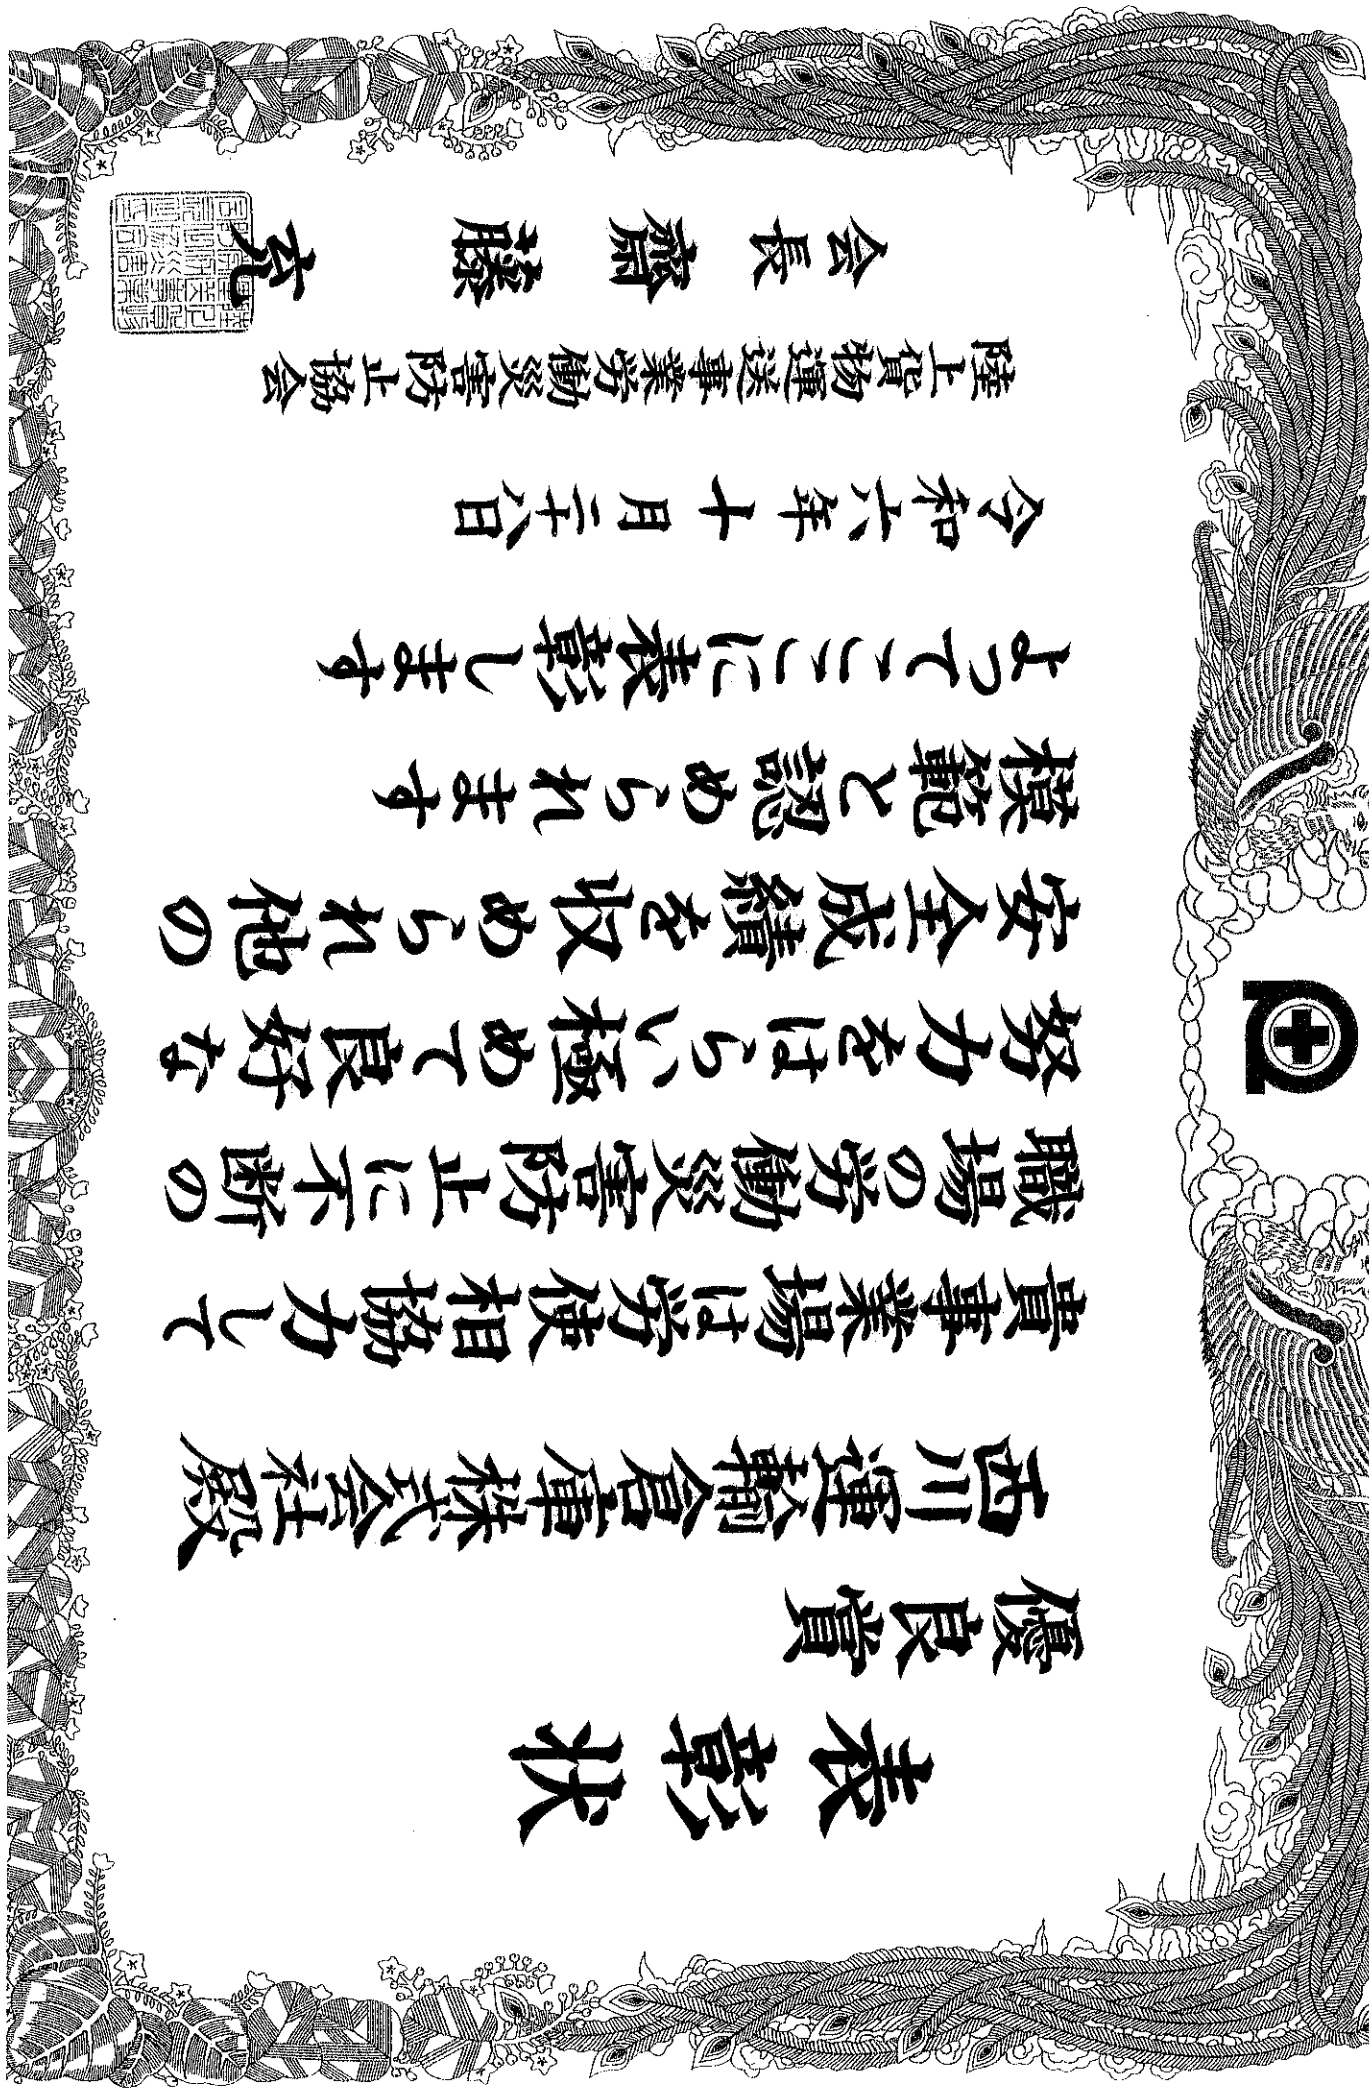 表彰状
優良賞
西川運輸倉庫株式会社殿
貴事業場は労使相協力して
職場の労働災害防止に不断の
努力をはらい極めて良好な
安全成績を収められ他の
模範と認められます
よってここに表彰します
令和六年十月二十八日
陸上貨物運送事業労働災害防止協会
会長 齋藤 充